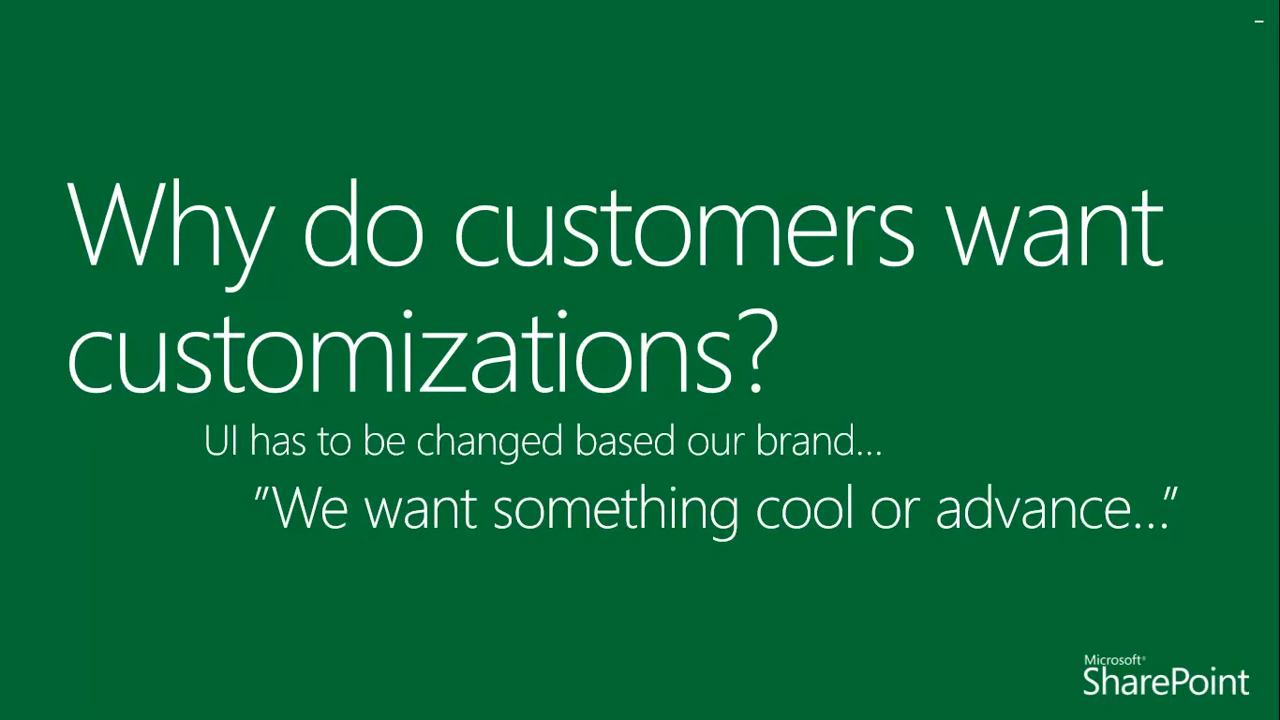 Why do customers want
customizations?
UI has to be changed based our brand...
”We want something cool or advance...”
Microsoft®
SharePoint